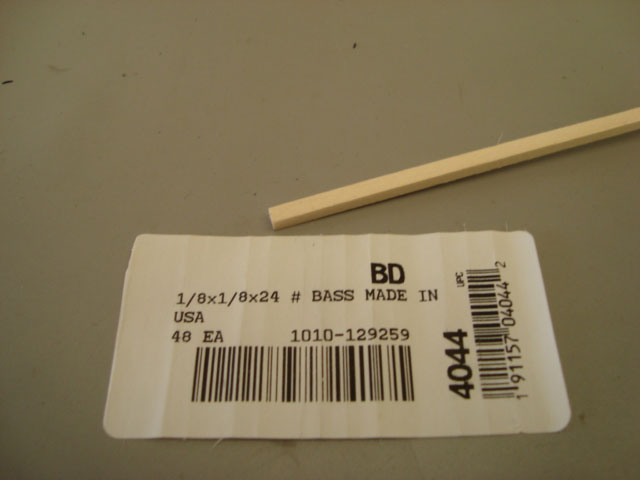 BD
1/8x1/8x24 # BASS MADE IN
USA
48 EA 1010-129259
4044
UPC
1 91157 04044 2